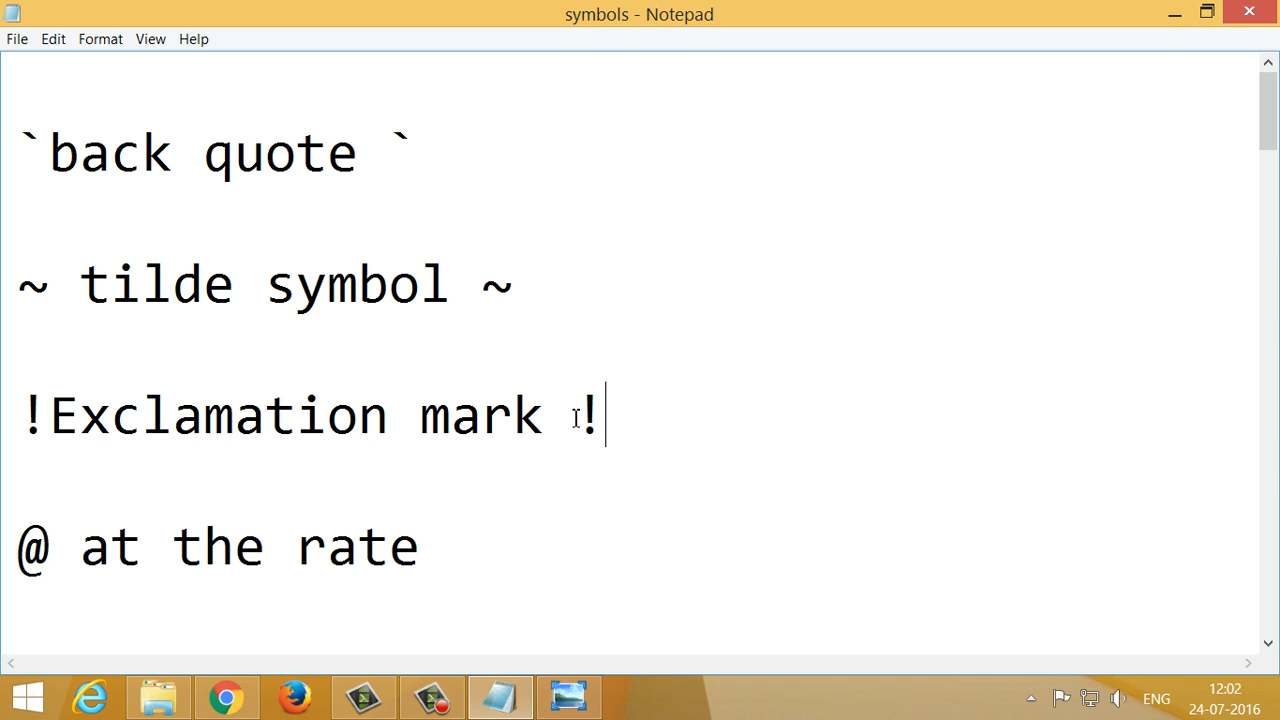 symbols - Notepad
File Edit Format View Help
`back quote `
~ tilde symbol ~
!Exclamation mark !
@ at the rate
ENG
12:02
24-07-2016